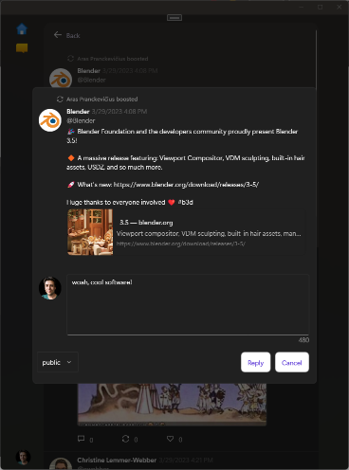 Back
Aras Pranckevičius boosted
Blender 3/29/2023 4:08 PM
@Blender
Aras Pranckevičius boosted
Blender 3/29/2023 4:08 PM
@Blender
🎉 Blender Foundation and the developers community proudly present Blender
3.5!
🔶 A massive release featuring: Viewport Compositor, VDM sculpting, built-in hair
assets, USDZ, and so much more.
🚀 What's new: https://www.blender.org/download/releases/3-5/
Huge thanks to everyone involved ❤️ #b3d
3.5 — blender.org
Viewport compositor, VDM sculpting, built-in hair assets, man...
https://www.blender.org/download/releases/3-5/
woah, cool software!
480
public
Reply
Cancel
0
0
0
Christine Lemmer-Webber 3/29/2023 4:11 PM